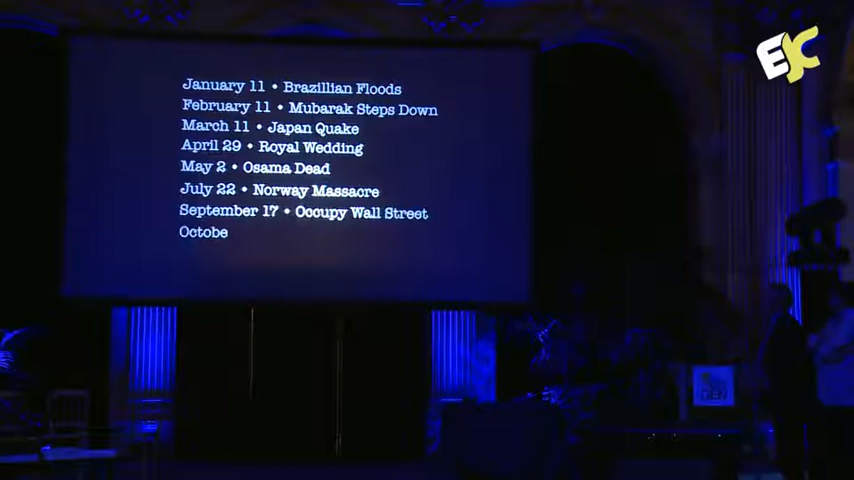 EJC
January 11 • Brazillian Floods
February 11 • Mubarak Steps Down
March 11 • Japan Quake
April 29 • Royal Wedding
May 2 • Osama Dead
July 22 • Norway Massacre
September 17 • Occupy Wall Street
Octobe